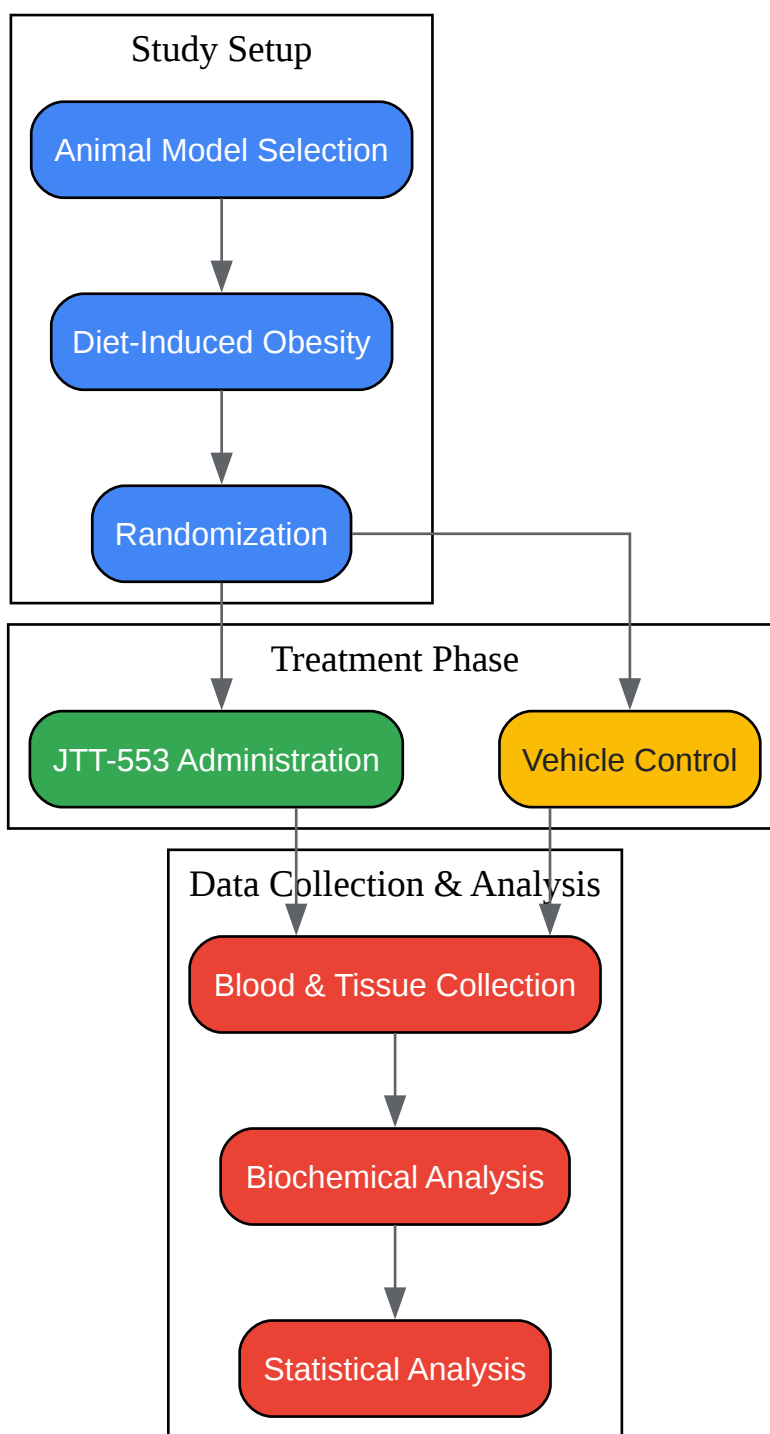 Study Setup
Animal Model Selection
Diet-Induced Obesity
Randomization
Treatment Phase
JTT-553 Administration
Vehicle Control
Data Collection & Analysis
Blood & Tissue Collection
Biochemical Analysis
Statistical Analysis